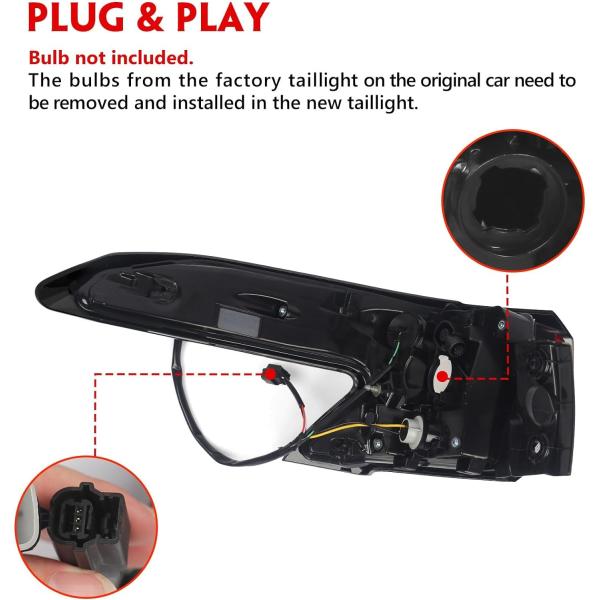 PLUG & PLAY
Bulb not included.
The bulbs from the factory taillight on the original car need to
be removed and installed in the new taillight.